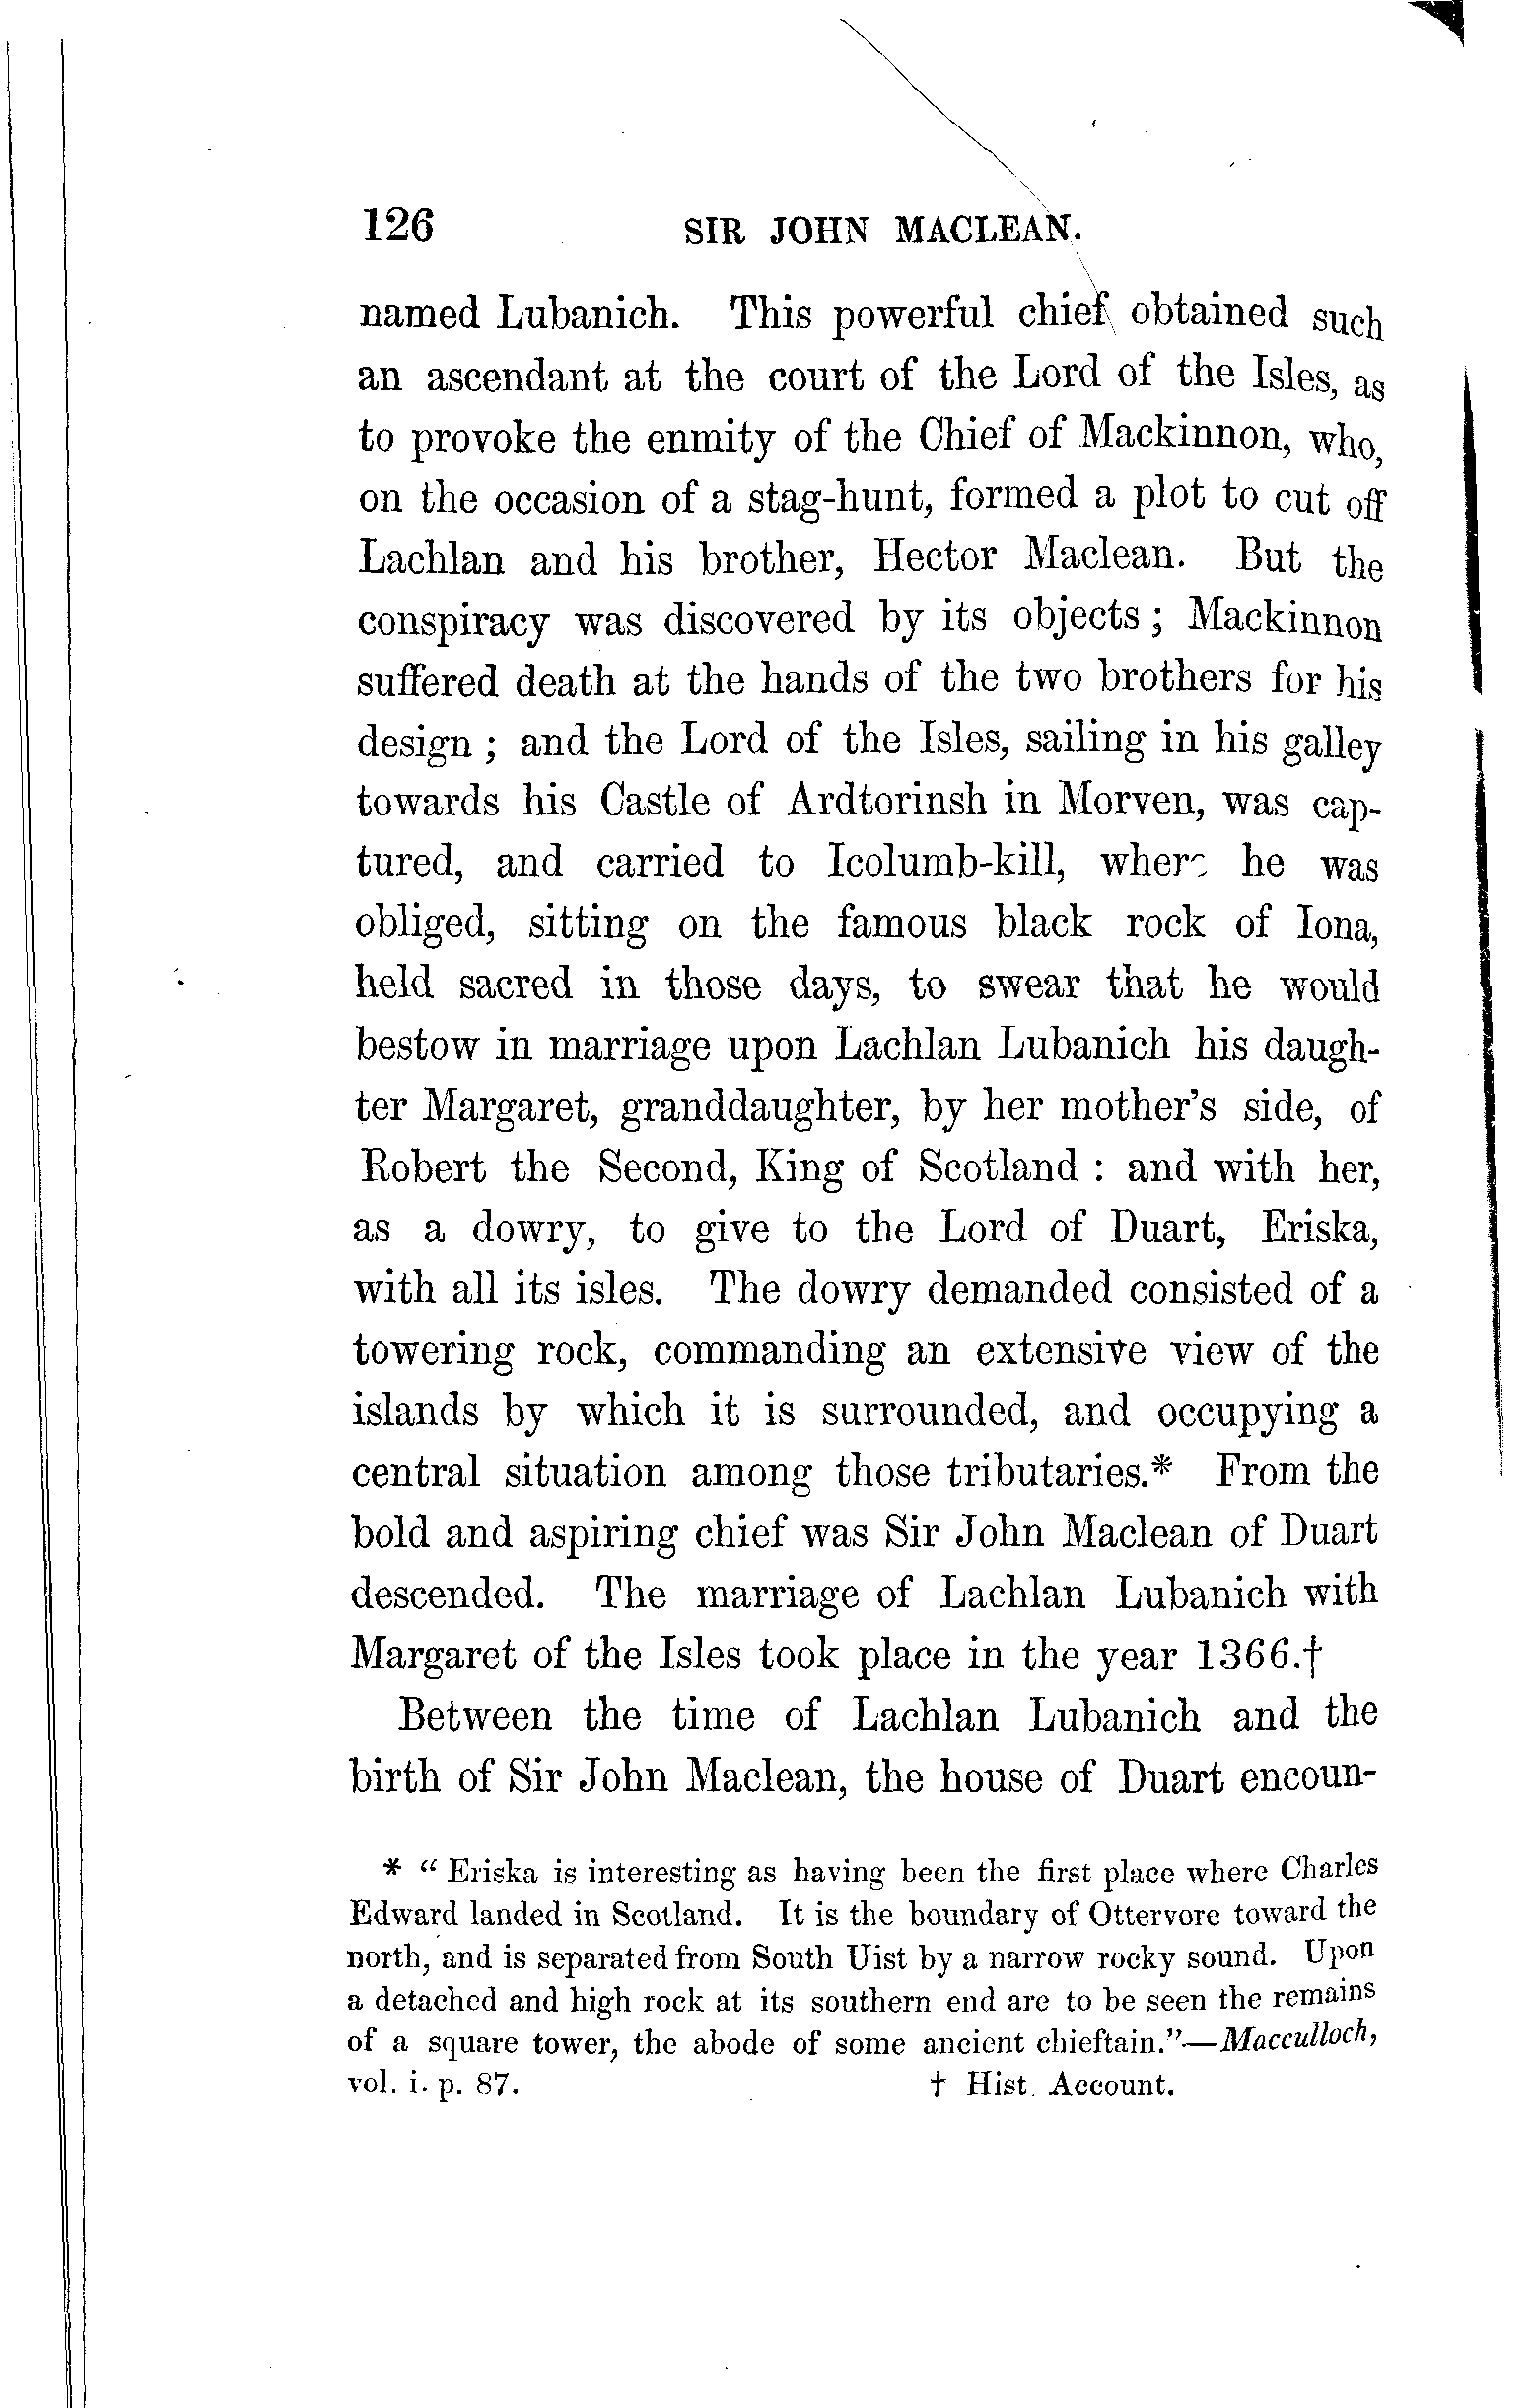 126 SIR JOHN MACLEAN.
named Lubanich. This powerful chief obtained such
an ascendant at the court of the Lord of the Isles, as
to provoke the enmity of the Chief of Mackinnon, who,
on the occasion of a stag-hunt, formed a plot to cut off
Lachlan and his brother, Hector Maclean. But the
conspiracy was discovered by its objects; Mackinnon
suffered death at the hands of the two brothers for his
design; and the Lord of the Isles, sailing in his galley
towards his Castle of Ardtorinsh in Morven, was cap-
tured, and carried to Icolumb-kill, where he was
obliged, sitting on the famous black rock of Iona,
held sacred in those days, to swear that he would
bestow in marriage upon Lachlan Lubanich his daugh-
ter Margaret, granddaughter, by her mother's side, of
Robert the Second, King of Scotland: and with her,
as a dowry, to give to the Lord of Duart, Eriska,
with all its isles. The dowry demanded consisted of a
towering rock, commanding an extensive view of the
islands by which it is surrounded, and occupying a
central situation among those tributaries.* From the
bold and aspiring chief was Sir John Maclean of Duart
descended. The marriage of Lachlan Lubanich with
Margaret of the Isles took place in the year 1366.†
Between the time of Lachlan Lubanich and the
birth of Sir John Maclean, the house of Duart encoun-
* "Eriska is interesting as having been the first place where Charles
Edward landed in Scotland. It is the boundary of Ottervore toward the
north, and is separated from South Uist by a narrow rocky sound. Upon
a detached and high rock at its southern end are to be seen the remains
of a square tower, the abode of some ancient chieftain."—Macculloch,
vol. i. p. 87. † Hist. Account.